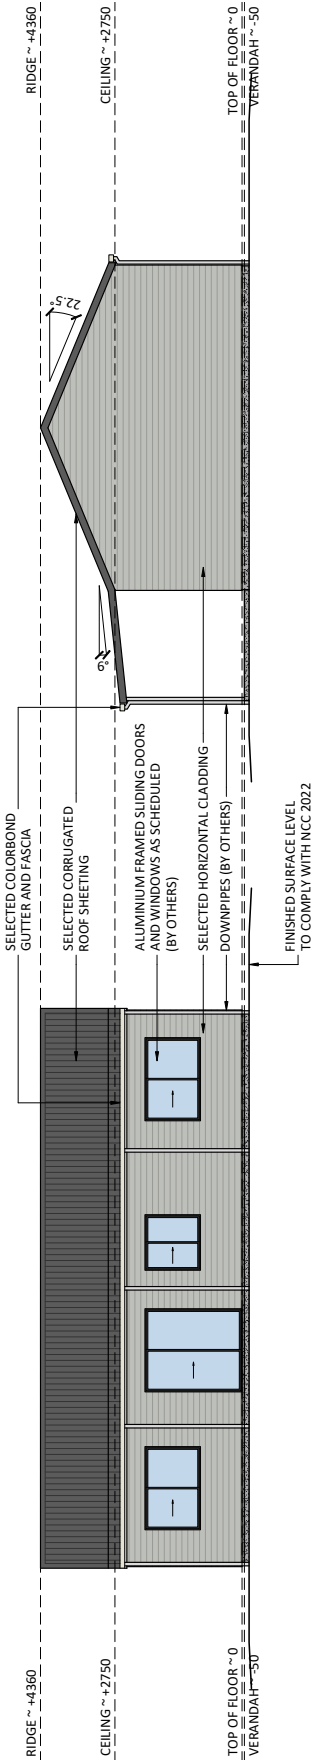 RIDGE ~ +4360
CEILING ~ +2750
TOP OF FLOOR ~ 0
VERANDAH ~ -50
SELECTED COLORBOND
GUTTER AND FASCIA
SELECTED CORRUGATED
ROOF SHEETING
ALUMINIUM FRAMED SLIDING DOORS
AND WINDOWS AS SCHEDULED
(BY OTHERS)
SELECTED HORIZONTAL CLADDING
DOWNPIPES (BY OTHERS)
FINISHED SURFACE LEVEL
TO COMPLY WITH NCC 2022
9°
22.5°
RIDGE ~ +4360
CEILING ~ +2750
TOP OF FLOOR ~ 0
VERANDAH ~ -50